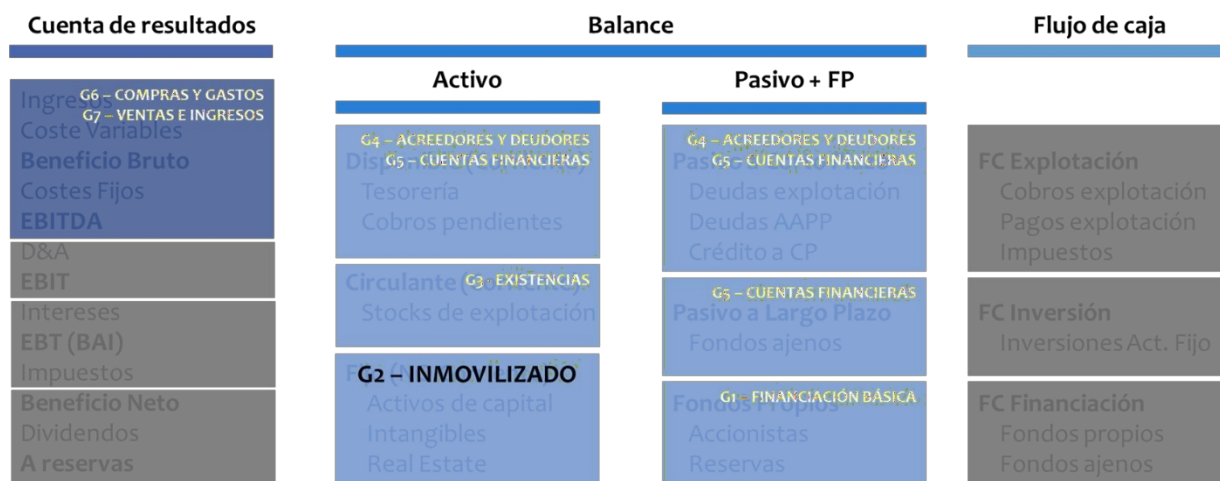 Cuenta de resultados
Balance
Flujo de caja
Activo
Pasivo + FP
G6 – COMPRAS Y GASTOS
G7 – VENTAS E INGRESOS
Ingresos
Coste Variables
Beneficio Bruto
Costes Fijos
EBITDA
D&A
EBIT
Intereses
EBT (BAI)
Impuestos
Beneficio Neto
Dividendos
A reservas
G4 – ACREEDORES Y DEUDORES
G5 – CUENTAS FINANCIERAS
Tesorería
Cobros pendientes
G3 – EXISTENCIAS
Circulante
Stocks de explotación
G2 – INMOVILIZADO
Activos de capital
Intangibles
Real Estate
G4 – ACREEDORES Y DEUDORES
G5 – CUENTAS FINANCIERAS
Deudas explotación
Deudas AAPP
Crédito a CP
G5 – CUENTAS FINANCIERAS
Pasivo a Largo Plazo
Fondos ajenos
G1 – FINANCIACIÓN BÁSICA
Fondos Propios
Accionistas
Reservas
FC Explotación
Cobros explotación
Pagos explotación
Impuestos
FC Inversión
Inversiones Act. Fijo
FC Financiación
Fondos propios
Fondos ajenos